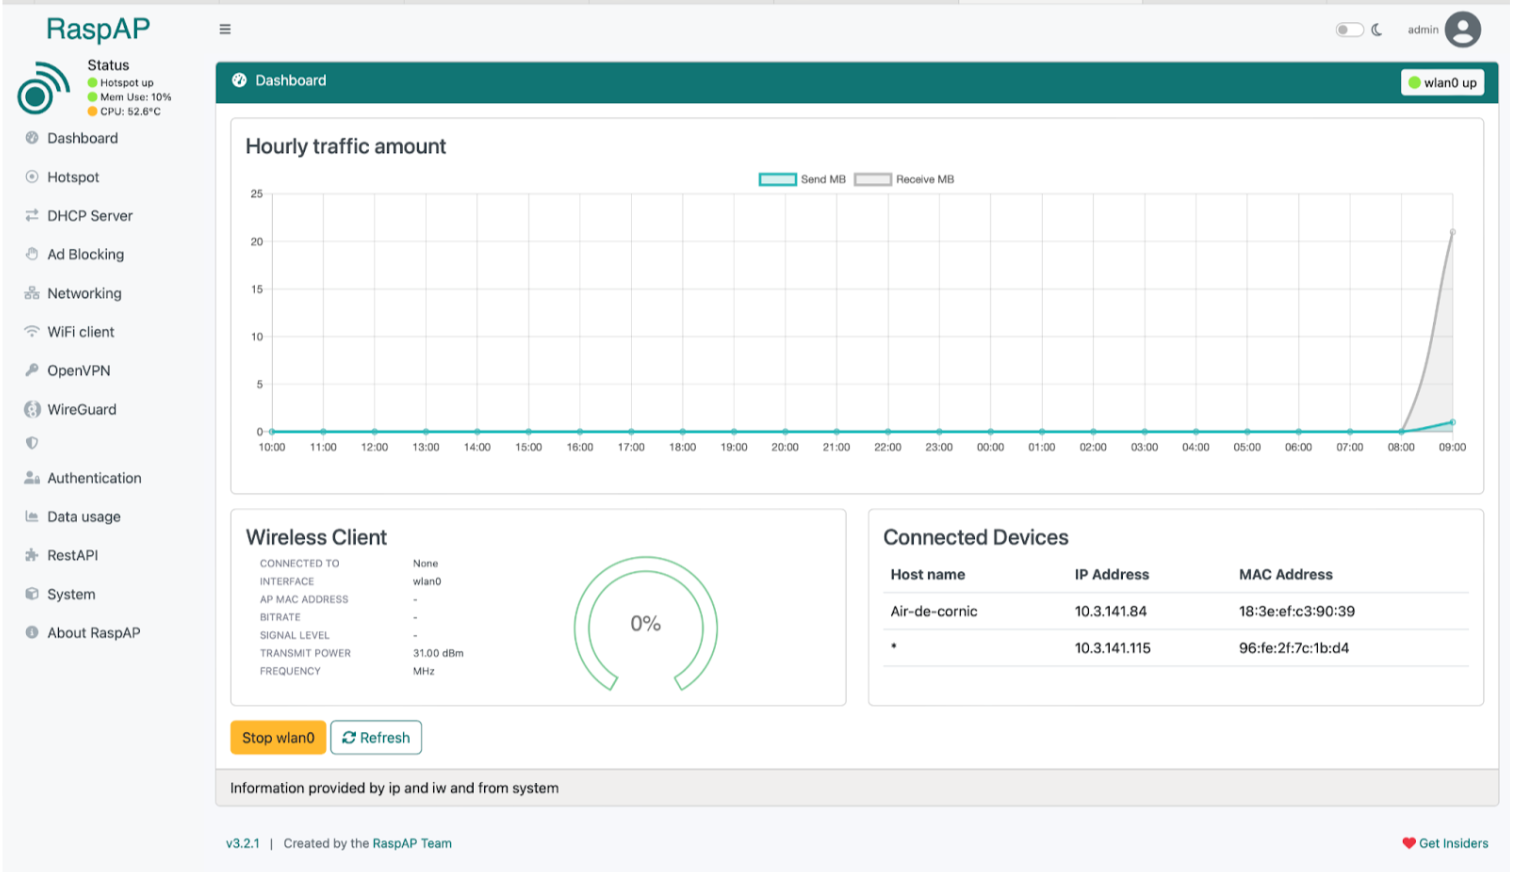 RaspAP
admin
Status
Hotspot up
Mem Use: 10%
CPU: 52.6°C
Dashboard
Hotspot
DHCP Server
Ad Blocking
Networking
WiFi client
OpenVPN
WireGuard
Authentication
Data usage
RestAPI
System
About RaspAP
Dashboard
wlan0 up
Hourly traffic amount
Send MB Receive MB
25
20
15
10
5
0
10:00 11:00 12:00 13:00 14:00 15:00 16:00 17:00 18:00 19:00 20:00 21:00 22:00 23:00 00:00 01:00 02:00 03:00 04:00 05:00 06:00 07:00 08:00 09:00
Wireless Client
CONNECTED TO None
INTERFACE wlan0
AP MAC ADDRESS -
BITRATE -
SIGNAL LEVEL -
TRANSMIT POWER 31.00 dBm
FREQUENCY MHz
0%
Connected Devices
Host name IP Address MAC Address
Air-de-cornic 10.3.141.84 18:3e:ef:c3:90:39
* 10.3.141.115 96:fe:2f:7c:1b:d4
Stop wlan0 Refresh
Information provided by ip and iw and from system
v3.2.1 | Created by the RaspAP Team
Get Insiders